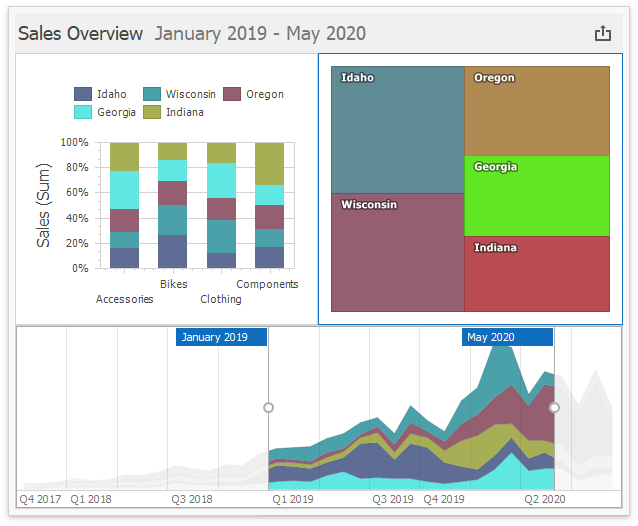 Sales Overview January 2019 - May 2020
Idaho Wisconsin Oregon
Georgia Indiana
Sales (Sum)
100%
80%
60%
40%
20%
0%
Bikes Components
Accessories Clothing
Idaho
Oregon
Georgia
Wisconsin
Indiana
January 2019 May 2020
Q4 2017 Q1 2018 Q3 2018 Q1 2019 Q3 2019 Q4 2019 Q2 2020